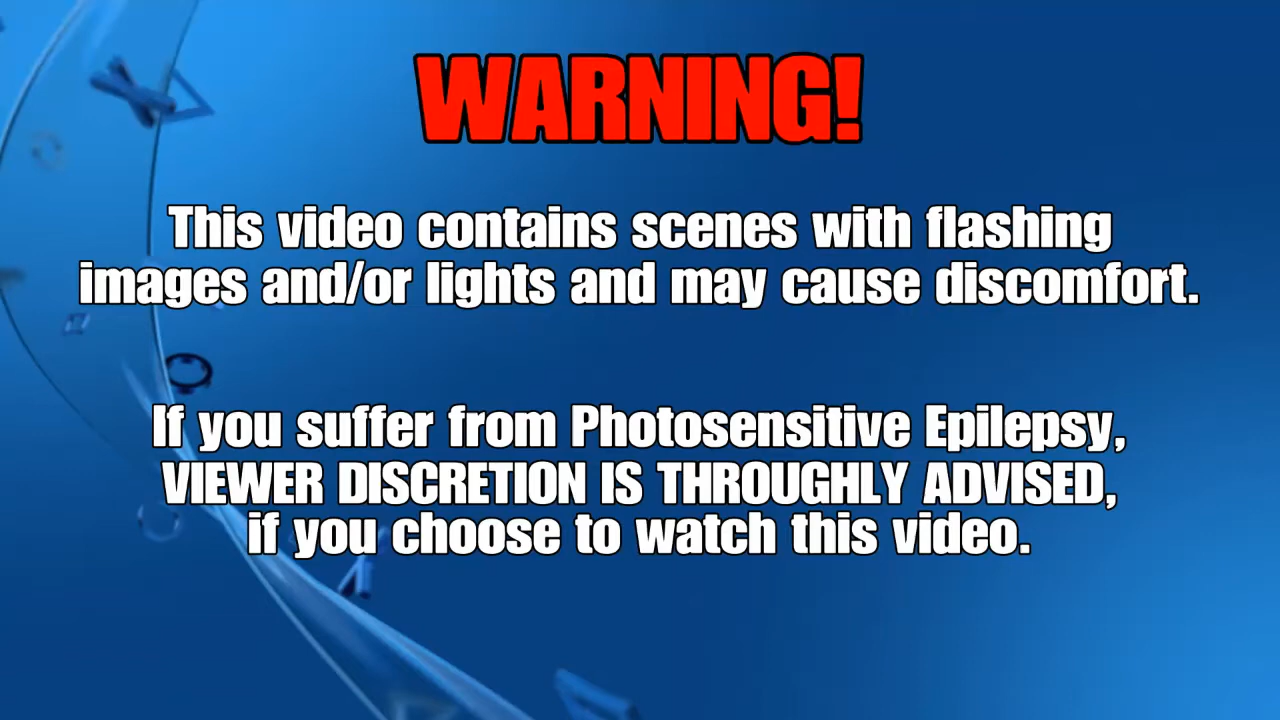 WARNING!
This video contains scenes with flashing
images and/or lights and may cause discomfort.
If you suffer from Photosensitive Epilepsy,
VIEWER DISCRETION IS THROUGHLY ADVISED,
if you choose to watch this video.